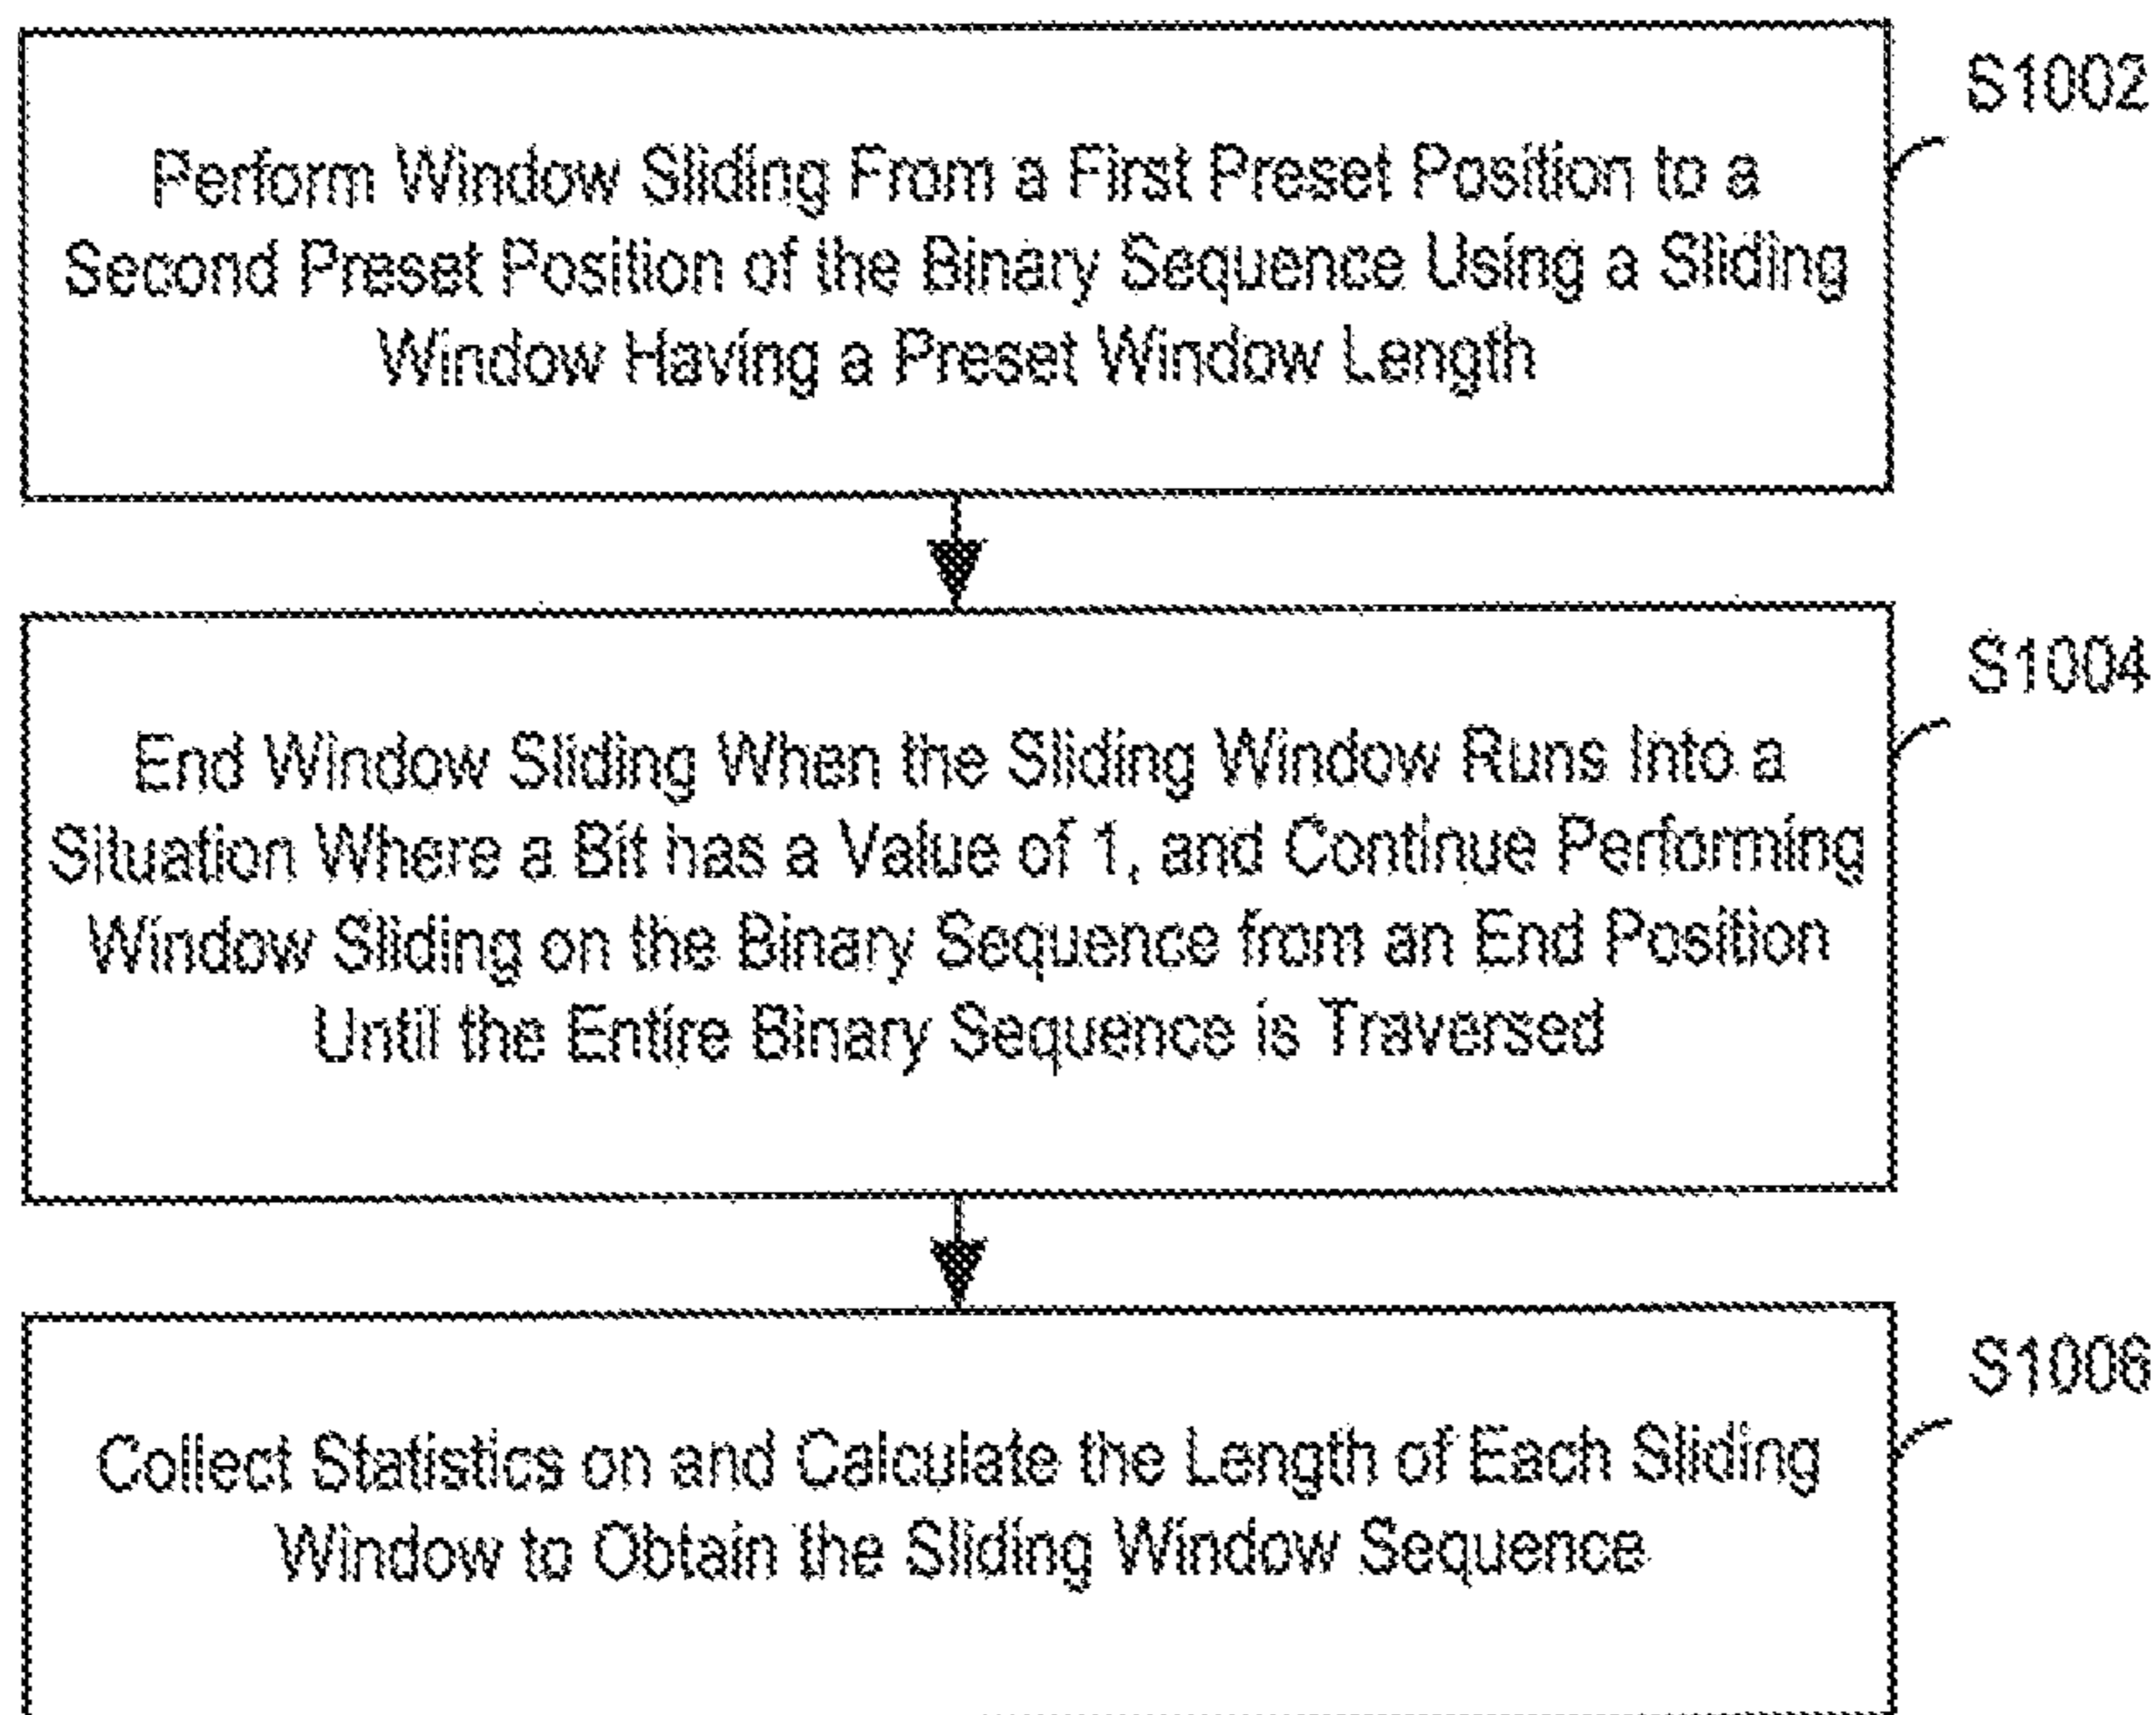 S1002
Perform Window Sliding From a First Preset Position to a
Second Preset Position of the Binary Sequence Using a Sliding
Window Having a Preset Window Length
S1004
End Window Sliding When the Sliding Window Runs Into a
Situation Where a Bit has a Value of 1, and Continue Performing
Window Sliding on the Binary Sequence from an End Position
Until the Entire Binary Sequence is Traversed
S1006
Collect Statistics on and Calculate the Length of Each Sliding
Window to Obtain the Sliding Window Sequence